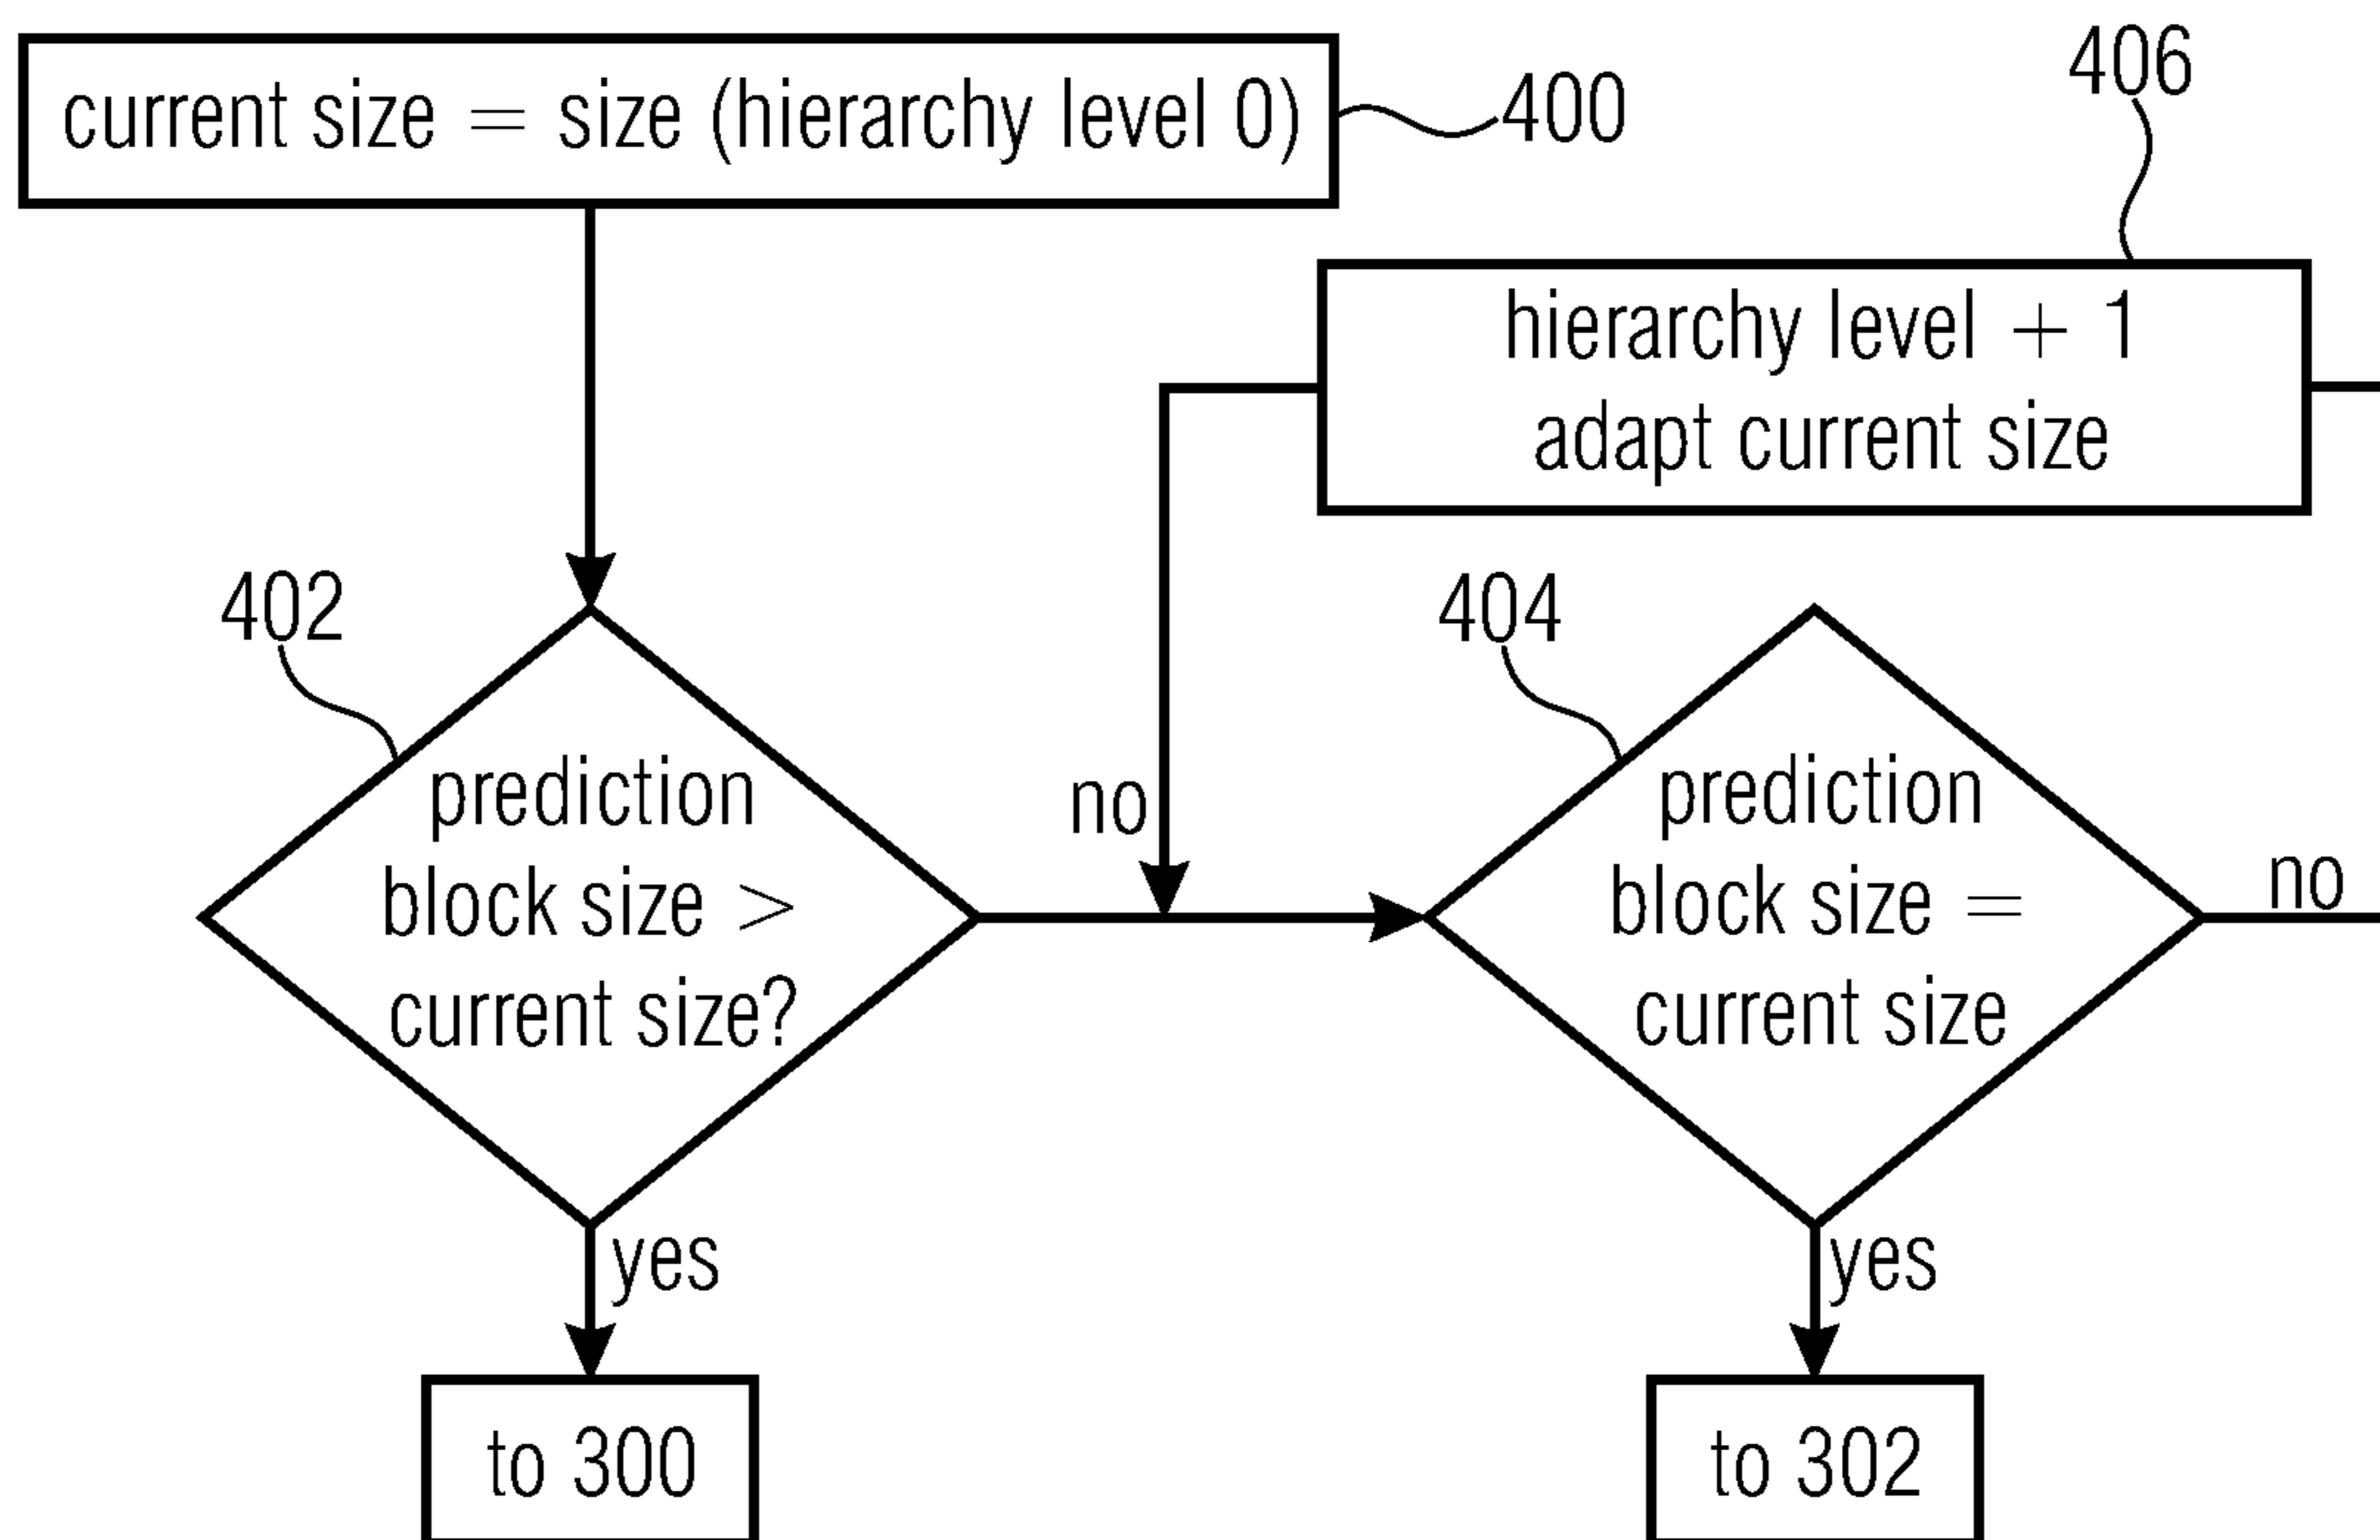 current size = size (hierarchy level 0)
400
406
hierarchy level + 1
adapt current size
402
prediction
block size >
current size?
no
404
prediction
block size =
current size
no
yes
yes
to 300
to 302